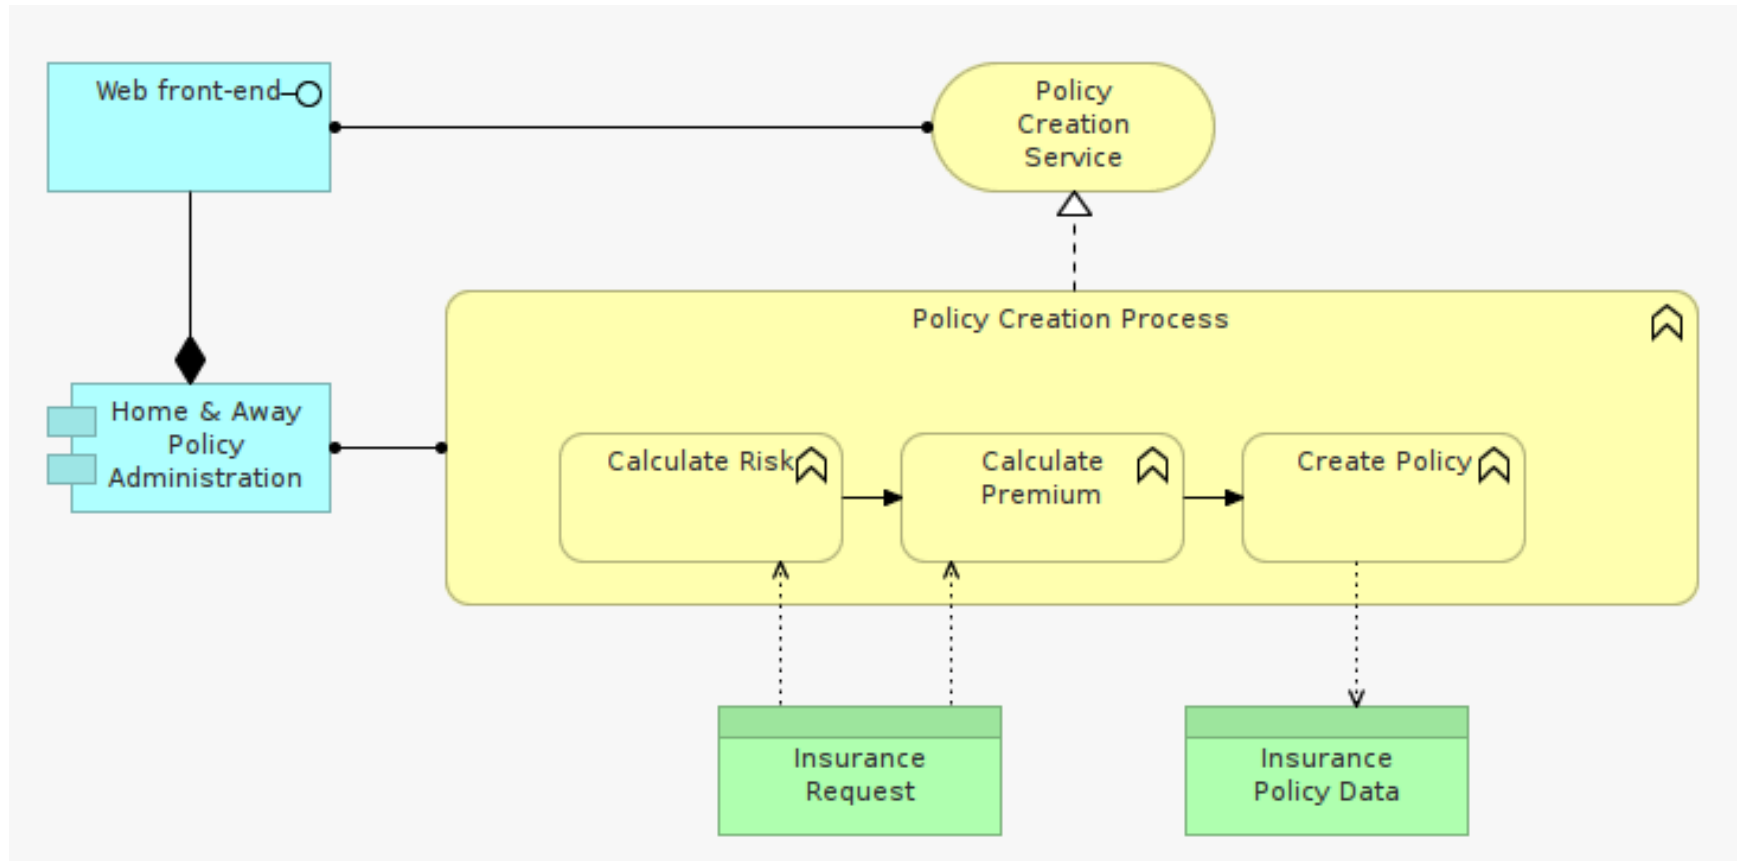 Web front-end
Policy
Creation
Service
Policy Creation Process
Home & Away
Policy
Administration
Calculate Risk
Calculate
Premium
Create Policy
Insurance
Request
Insurance
Policy Data